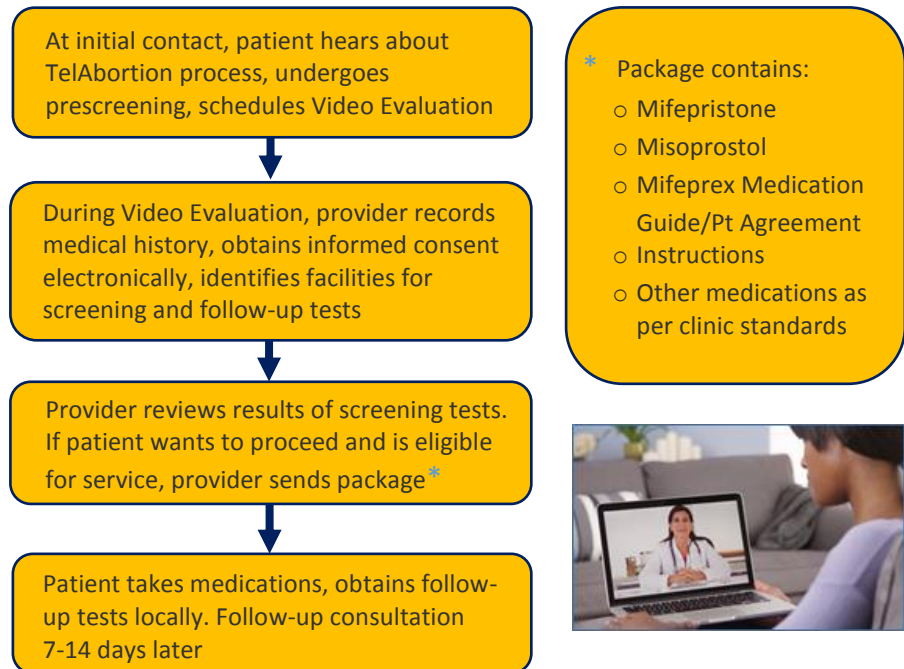 At initial contact, patient hears about
TelAbortion process, undergoes
prescreening, schedules Video Evaluation
During Video Evaluation, provider records
medical history, obtains informed consent
electronically, identifies facilities for
screening and follow-up tests
Provider reviews results of screening tests.
If patient wants to proceed and is eligible
for service, provider sends package*
Patient takes medications, obtains follow-
up tests locally. Follow-up consultation
7-14 days later
* Package contains:
o Mifepristone
o Misoprostol
o Mifeprex Medication
Guide/Pt Agreement
o Instructions
o Other medications as
per clinic standards